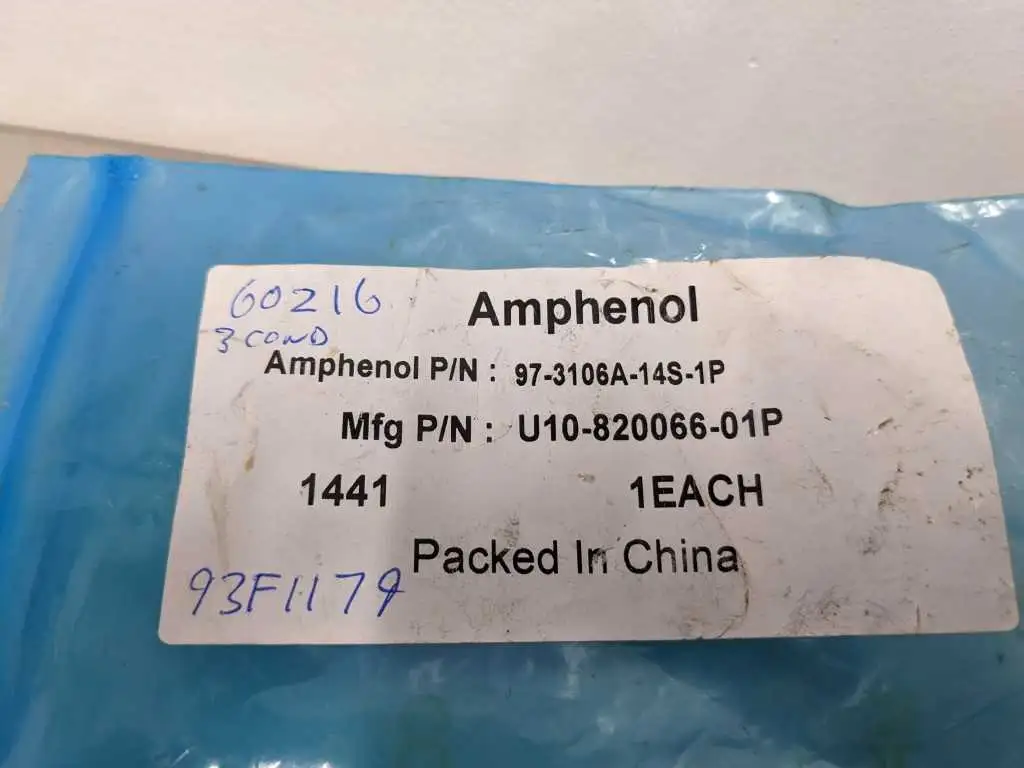 60216
Amphenol
3 COND
Amphenol P/N : 97-3106A-14S-1P
Mfg P/N : U10-820066-01P
1441 1EACH
Packed In China
93F1179